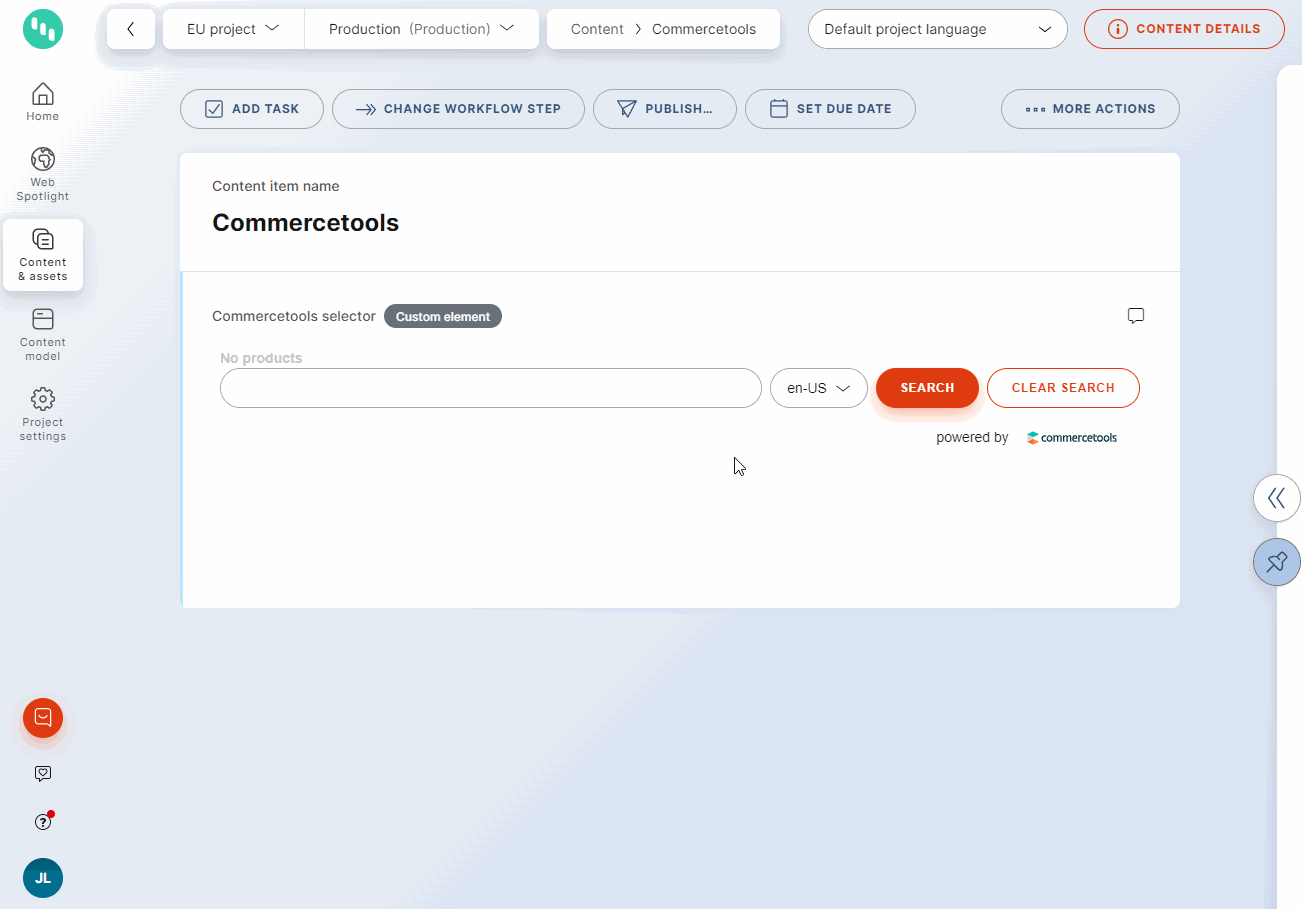 EU project
Production (Production)
Content > Commercetools
Default project language
CONTENT DETAILS
Home
Web
Spotlight
Content
& assets
Content
model
Project
settings
JL
ADD TASK
CHANGE WORKFLOW STEP
PUBLISH...
SET DUE DATE
MORE ACTIONS
Content item name
Commercetools
Commercetools selector
Custom element
No products
en-US
SEARCH
CLEAR SEARCH
powered by commercetools